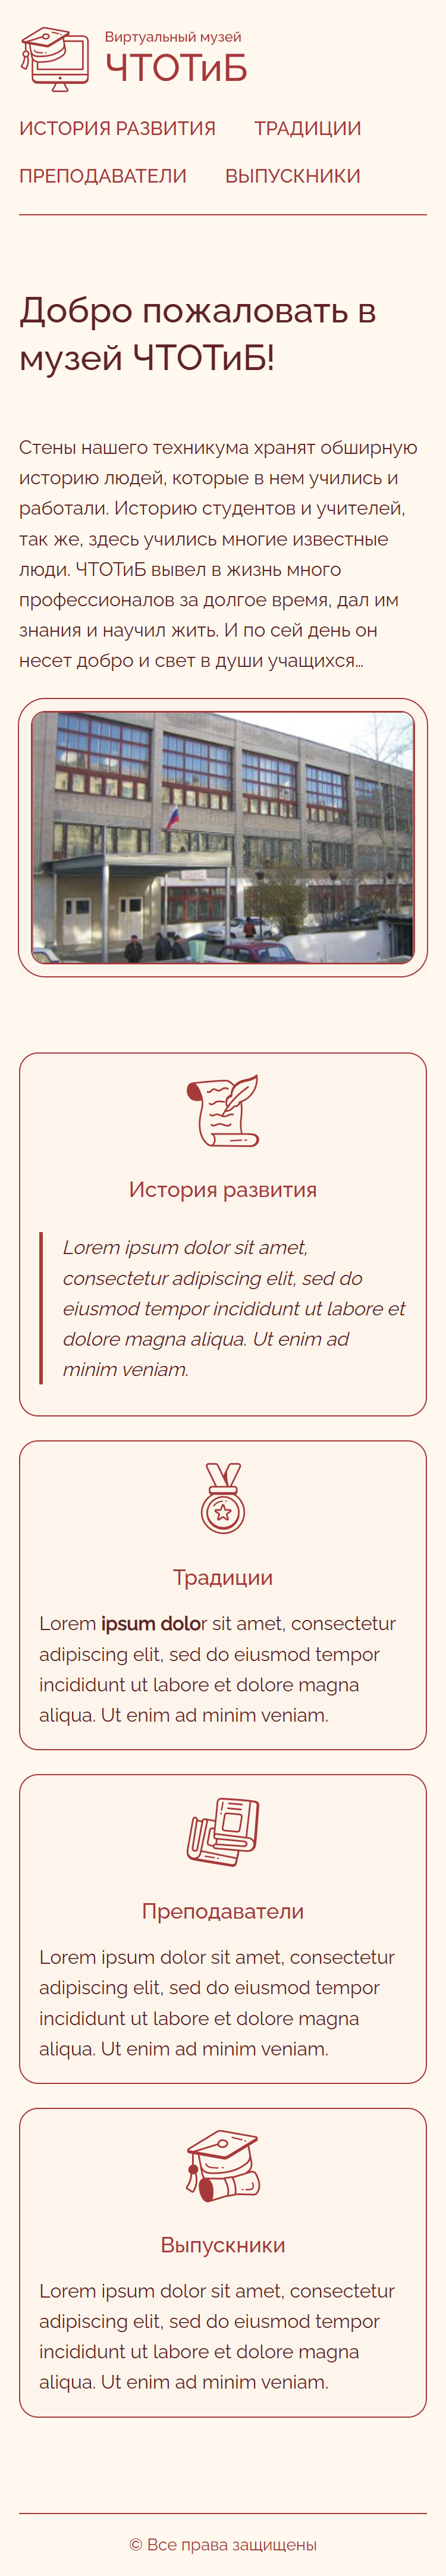 Виртуальный музей
ЧТОТиБ
ИСТОРИЯ РАЗВИТИЯ ТРАДИЦИИ
ПРЕПОДАВАТЕЛИ ВЫПУСКНИКИ
Добро пожаловать в
музей ЧТОТиБ!
Стены нашего техникума хранят обширную
историю людей, которые в нем учились и
работали. Историю студентов и учителей,
так же, здесь учились многие известные
люди. ЧТОТиБ вывел в жизнь много
профессионалов за долгое время, дал им
знания и научил жить. И по сей день он
несет добро и свет в души учащихся...
История развития
Lorem ipsum dolor sit amet,
consectetur adipiscing elit, sed do
eiusmod tempor incididunt ut labore et
dolore magna aliqua. Ut enim ad
minim veniam.
Традиции
Lorem ipsum dolor sit amet, consectetur
adipiscing elit, sed do eiusmod tempor
incididunt ut labore et dolore magna
aliqua. Ut enim ad minim veniam.
Преподаватели
Lorem ipsum dolor sit amet, consectetur
adipiscing elit, sed do eiusmod tempor
incididunt ut labore et dolore magna
aliqua. Ut enim ad minim veniam.
Выпускники
Lorem ipsum dolor sit amet, consectetur
adipiscing elit, sed do eiusmod tempor
incididunt ut labore et dolore magna
aliqua. Ut enim ad minim veniam.
© Все права защищены